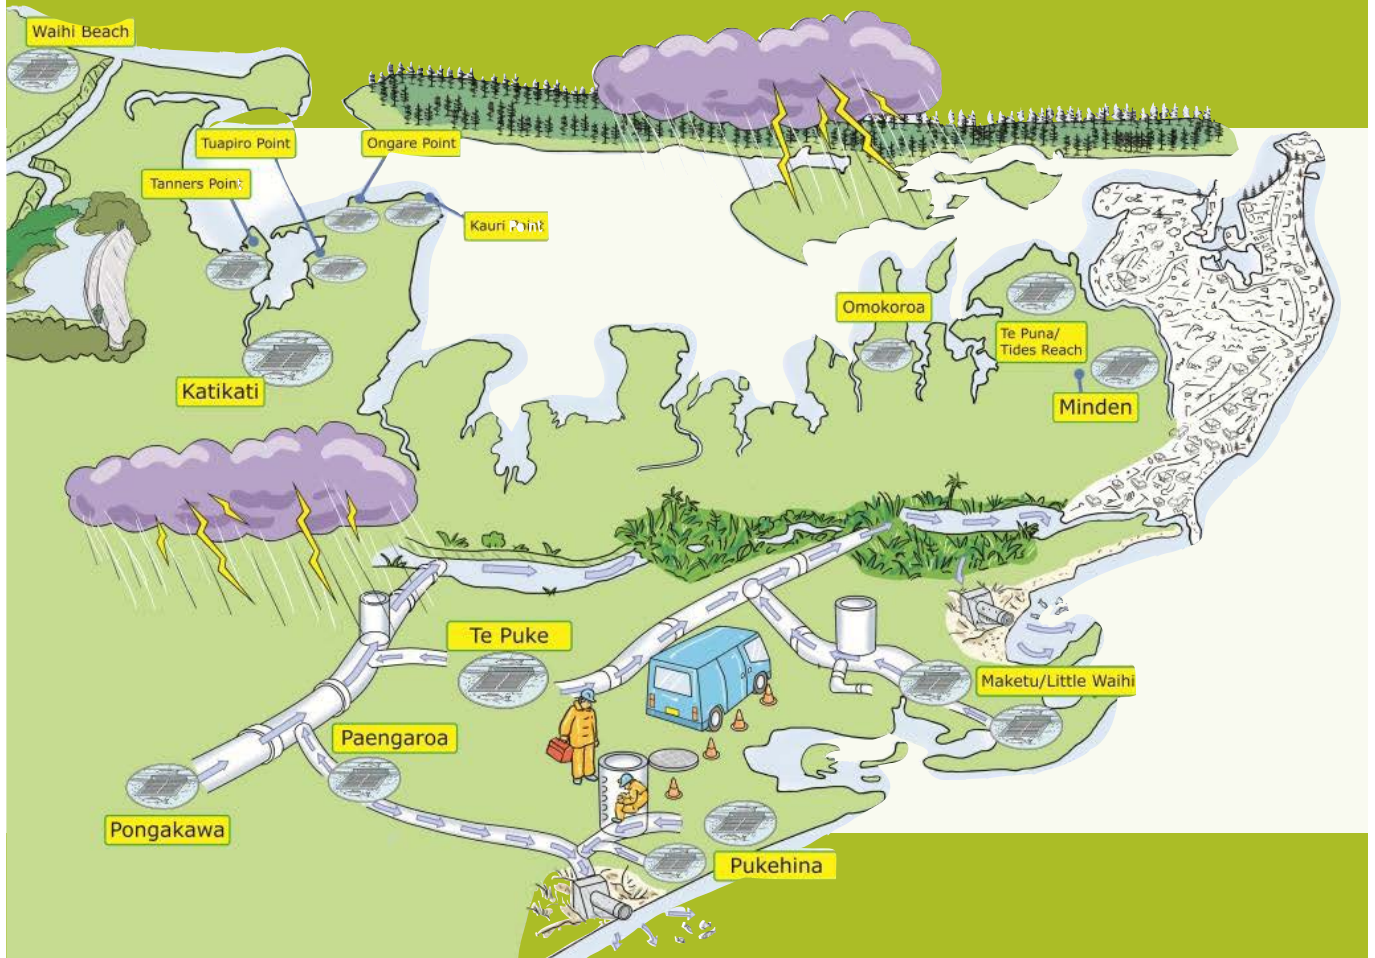 Waihi Beach
Tuapiro Point
Ongare Point
Tanners Point
Kauri Point
Omokoroa
Te Puna/
Tides Reach
Katikati
Minden
Te Puke
Maketu/Little Waihi
Paengaroa
Pongakawa
Pukehina